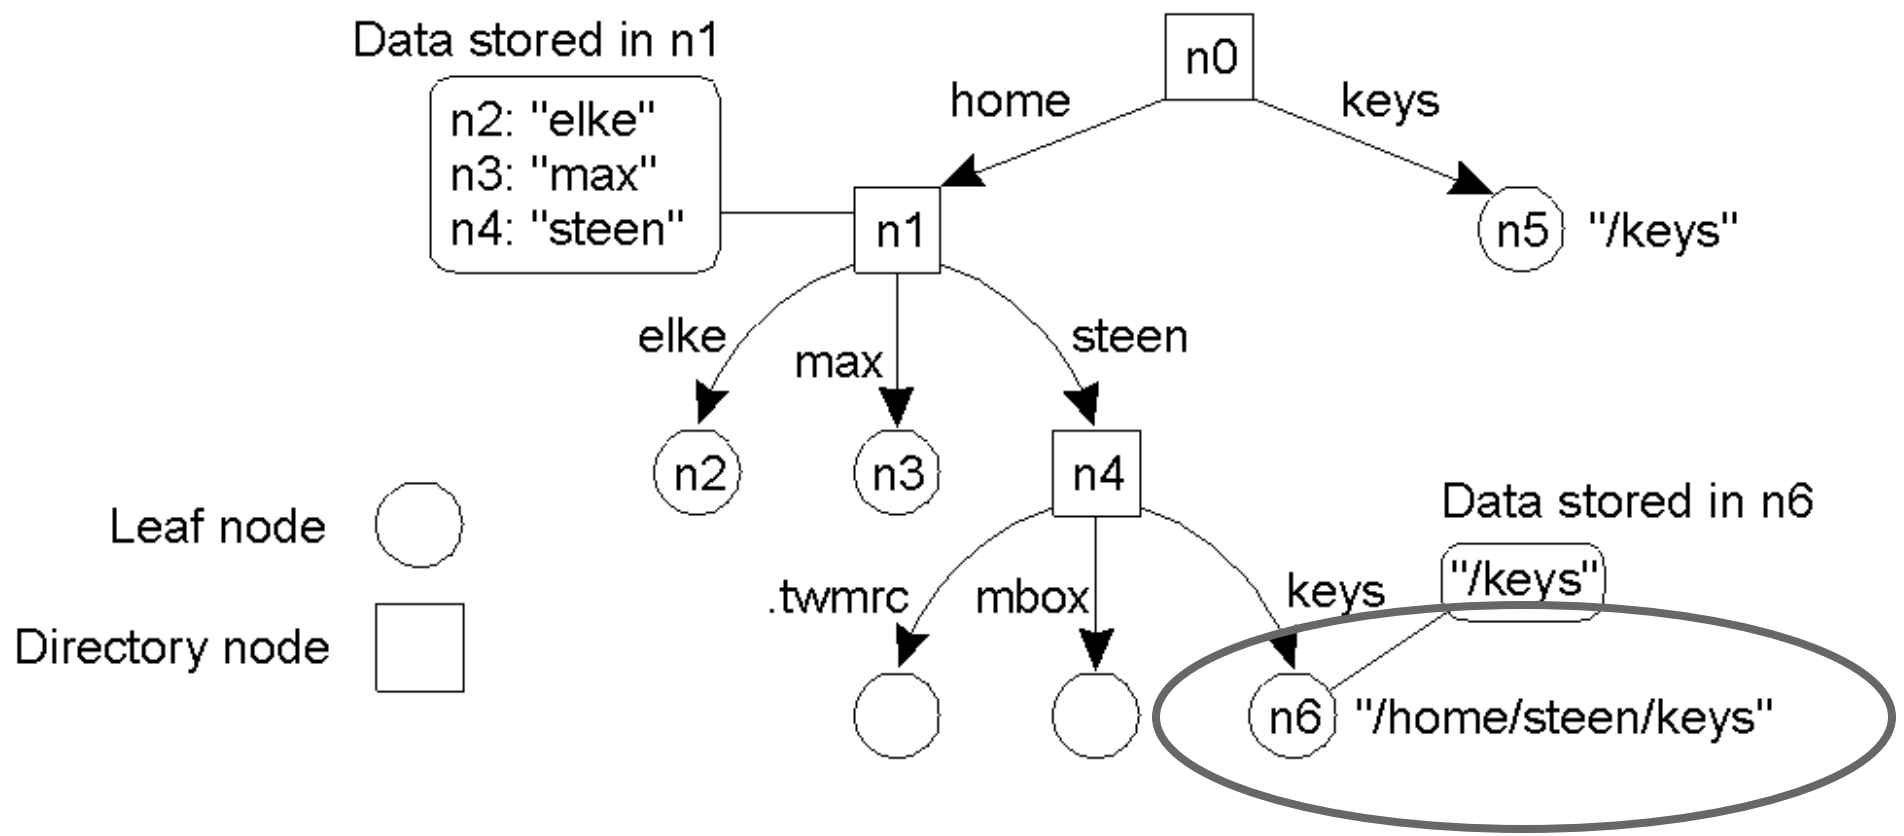 Data stored in n1
n0
n2: "elke"
n3: "max"
n4: "steen"
home
keys
n1
n5 "/keys"
elke
max
steen
n2
n3
n4
Data stored in n6
"/keys"
Leaf node
.twmrc
mbox
keys
Directory node
n6 "/home/steen/keys"